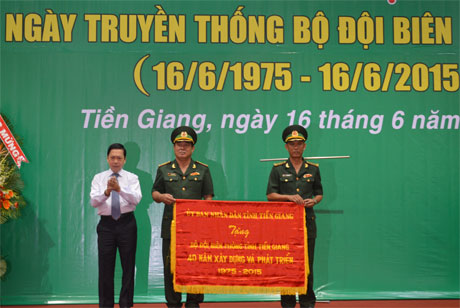 NGÀY TRUYỀN THỐNG BỘ ĐỘI BIÊN
(16/6/1975 - 16/6/2015
Tiền Giang, ngày 16 tháng 6 năm
MỪNG
ỦY BAN NHÂN DÂN TỈNH TIỀN GIANG
Tặng
BỘ ĐỘI BIÊN PHÒNG TỈNH TIỀN GIANG
40 NĂM XÂY DỰNG VÀ PHÁT TRIỂN
1975-2015